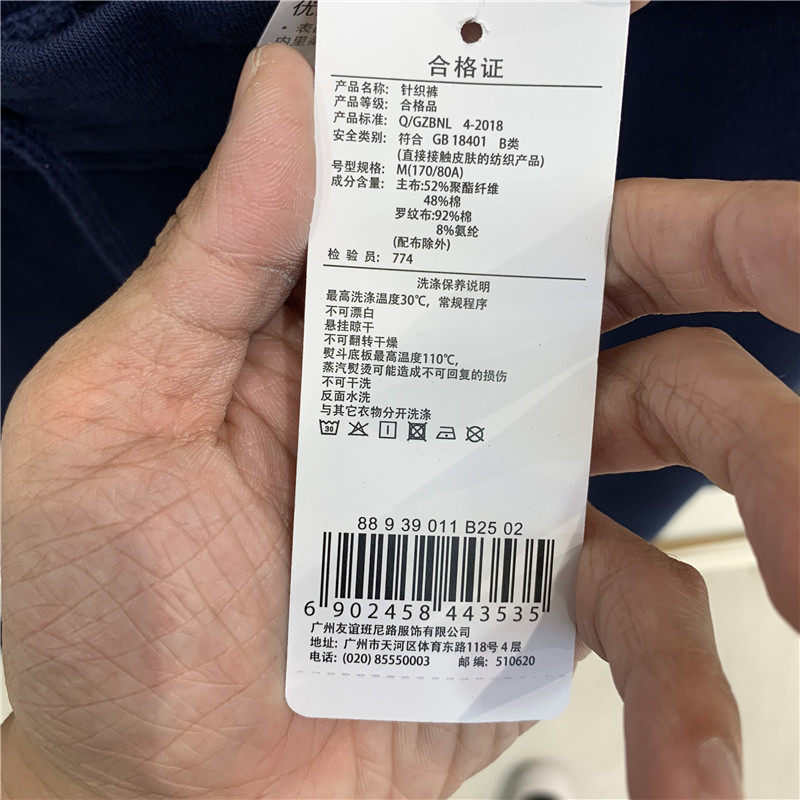 优
· 表
内里
合格证
产品名称: 针织裤
产品等级: 合格品
产品标准: Q/GZBNL 4-2018
安全类别: 符合 GB 18401 B类
(直接接触皮肤的纺织产品)
号型规格: M(170/80A)
成分含量: 主布:52%聚酯纤维
48%棉
罗纹布:92%棉
8%氨纶
(配布除外)
检 验 员: 774
洗涤保养说明
最高洗涤温度30℃, 常规程序
不可漂白
悬挂晾干
不可翻转干燥
熨斗底板最高温度110℃,
蒸汽熨烫可能造成不可回复的损伤
不可干洗
反面水洗
与其它衣物分开洗涤
30
88 9 39 011 B25 02
6 902458 443535
广州友谊班尼路服饰有限公司
地址: 广州市天河区体育东路118号4层
电话: (020) 85550003 邮 编: 510620